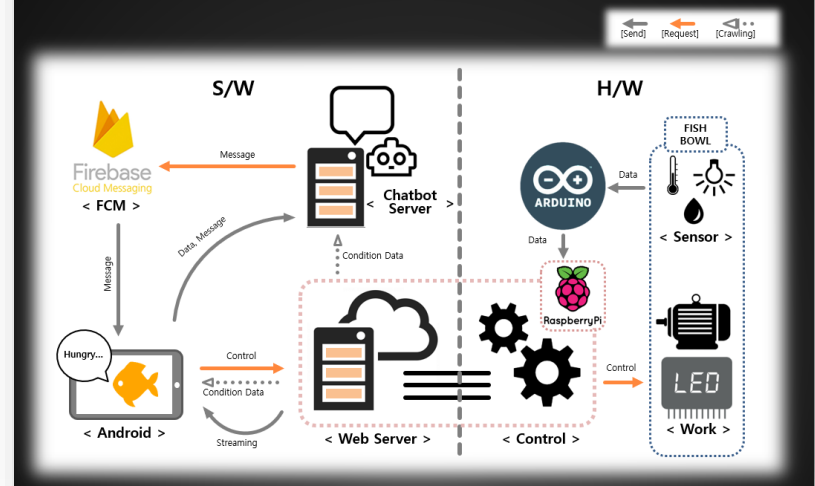 [Send] [Request] [Crawling]
S/W
H/W
FISH
BOWL
Message
Data
Firebase
Cloud Messaging
< FCM >
< Chatbot
Server >
ARDUINO
< Sensor >
Data, Message
Data
Message
Condition Data
RaspberryPi
Hungry...
Control
Control
Condition Data
LED
Streaming
< Android >
< Web Server >
< Control >
< Work >